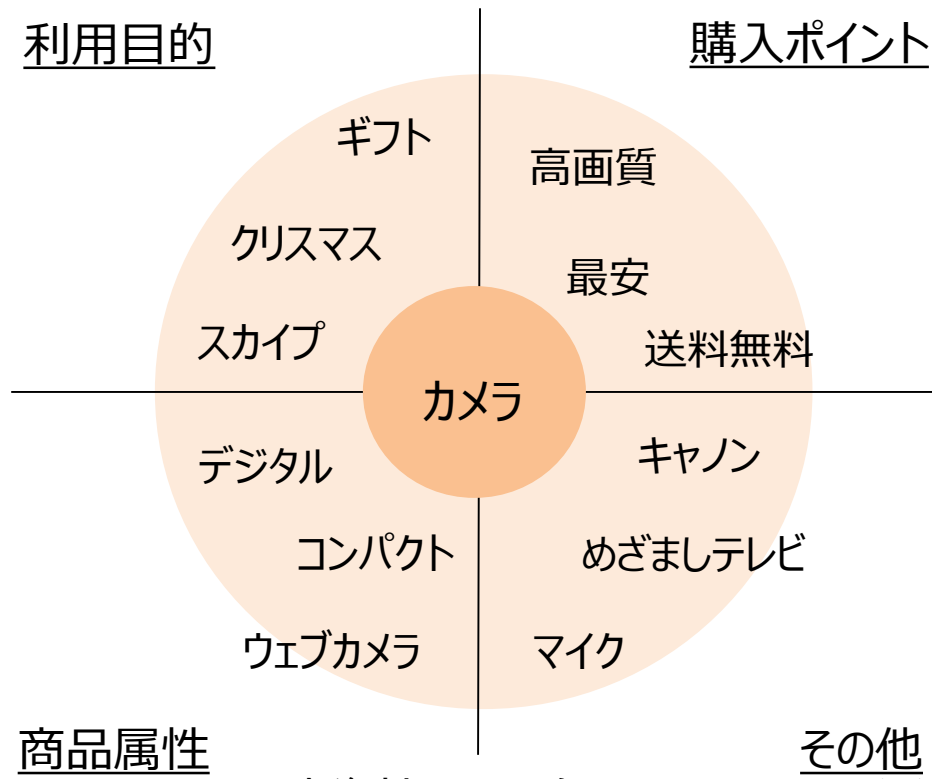 利用目的
購入ポイント
ギフト
高画質
クリスマス
最安
スカイプ
送料無料
カメラ
デジタル
キャノン
コンパクト
めざましテレビ
ウェブカメラ
マイク
商品属性
その他